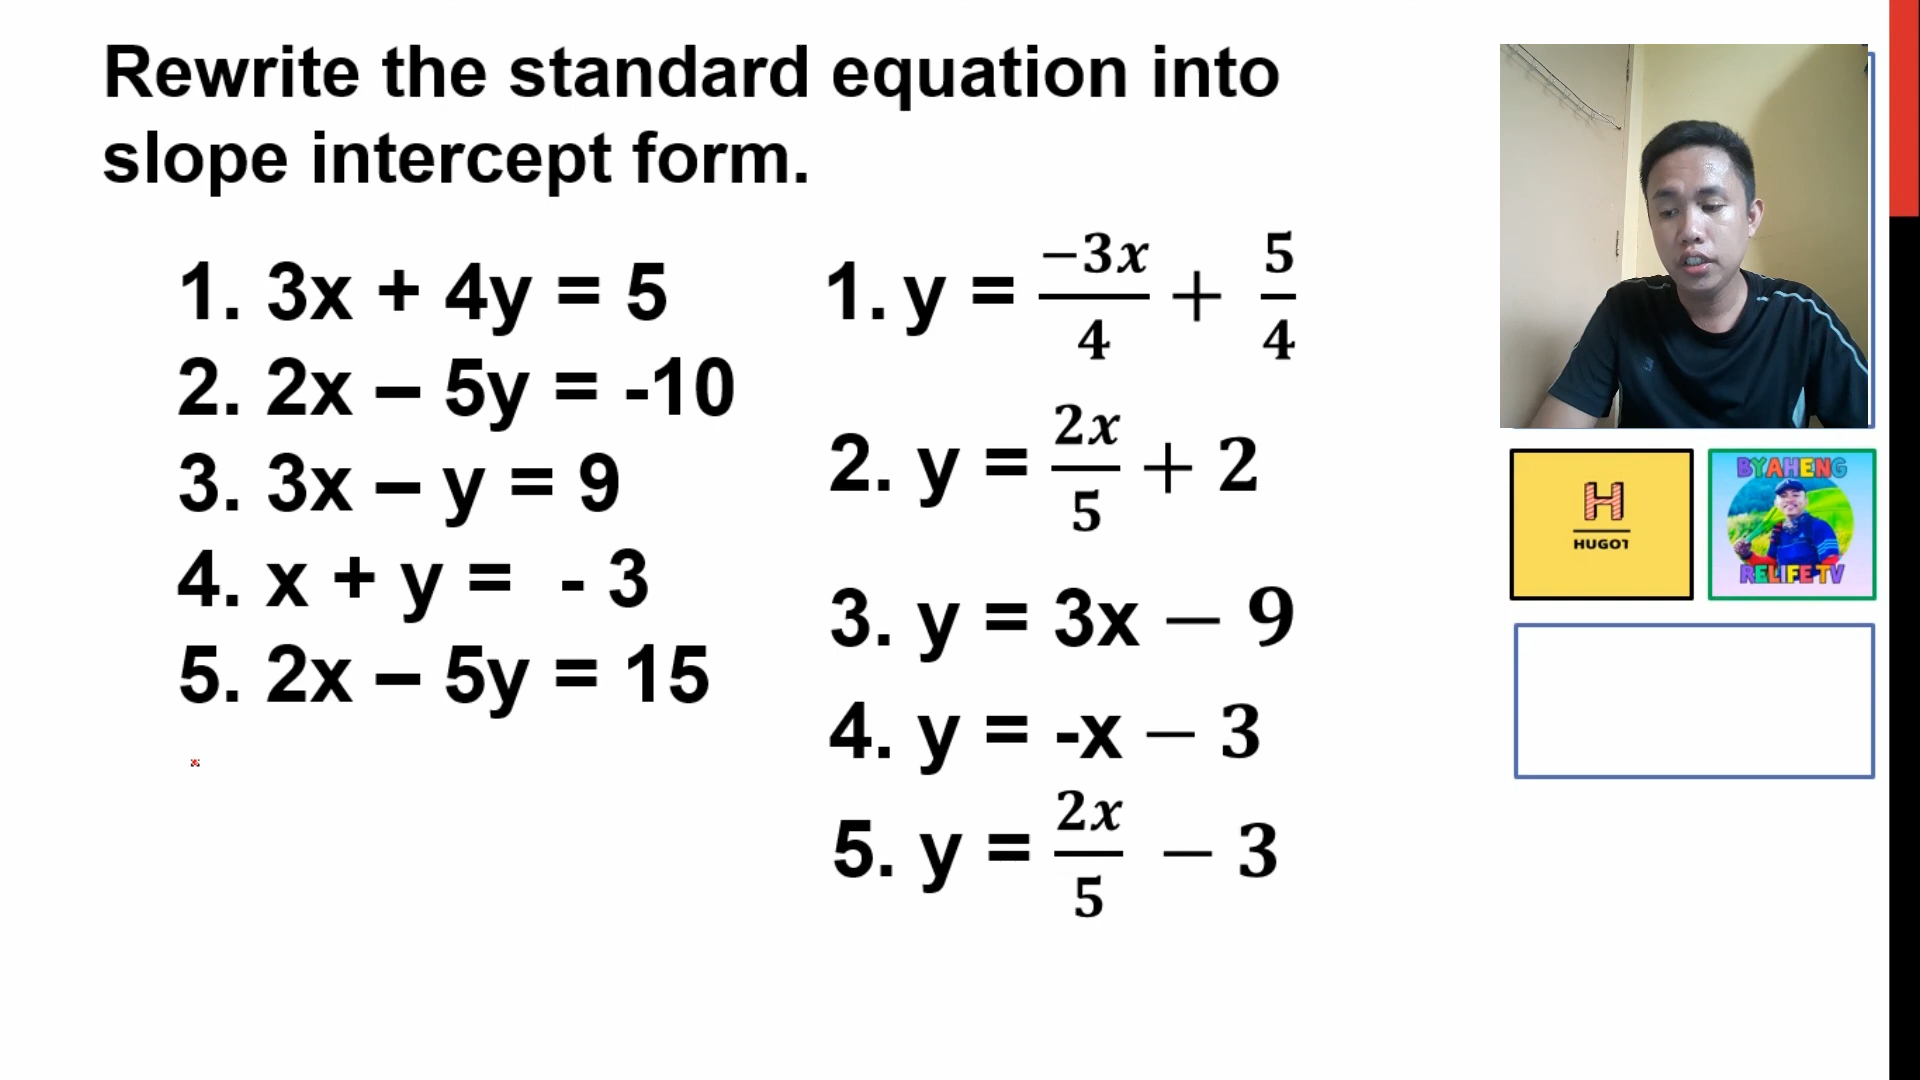 Rewrite the standard equation into
slope intercept form.
1. 3x + 4y = 5
2. 2x – 5y = -10
3. 3x – y = 9
4. x + y = - 3
5. 2x – 5y = 15
1. y = −3x/4 + 5/4
2. y = 2x/5 + 2
3. y = 3x − 9
4. y = -x − 3
5. y = 2x/5 − 3
H
HUGOT
BYAHENG
RELIFE TV